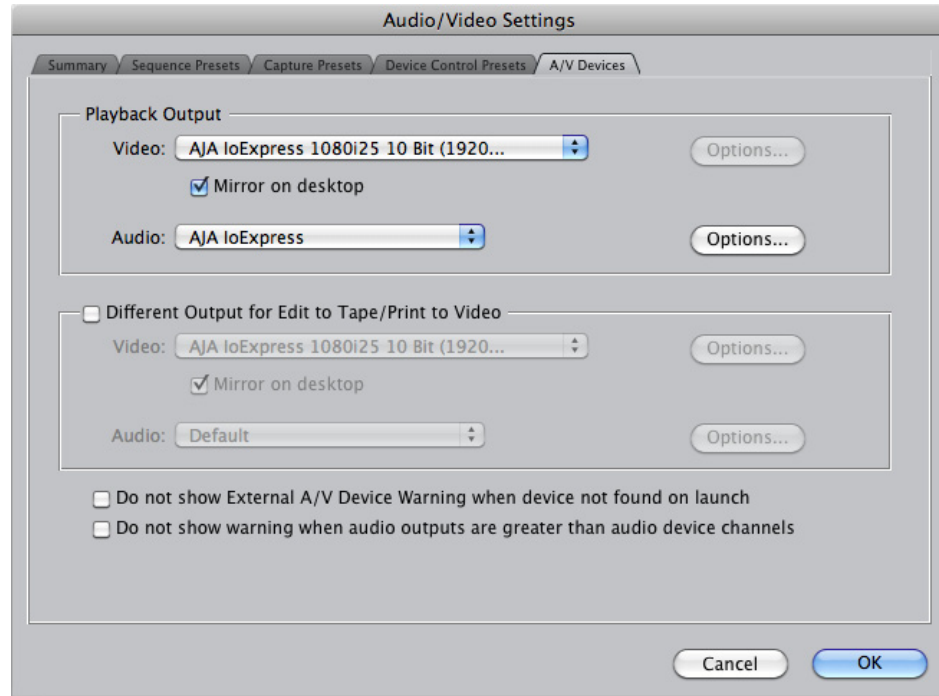 Audio/Video Settings
Summary Sequence Presets Capture Presets Device Control Presets A/V Devices
Playback Output
Video: AJA IoExpress 1080i25 10 Bit (1920... Options...
Mirror on desktop
Audio: AJA IoExpress Options...
Different Output for Edit to Tape/Print to Video
Video: AJA IoExpress 1080i25 10 Bit (1920... Options...
Mirror on desktop
Audio: Default Options...
Do not show External A/V Device Warning when device not found on launch
Do not show warning when audio outputs are greater than audio device channels
Cancel OK